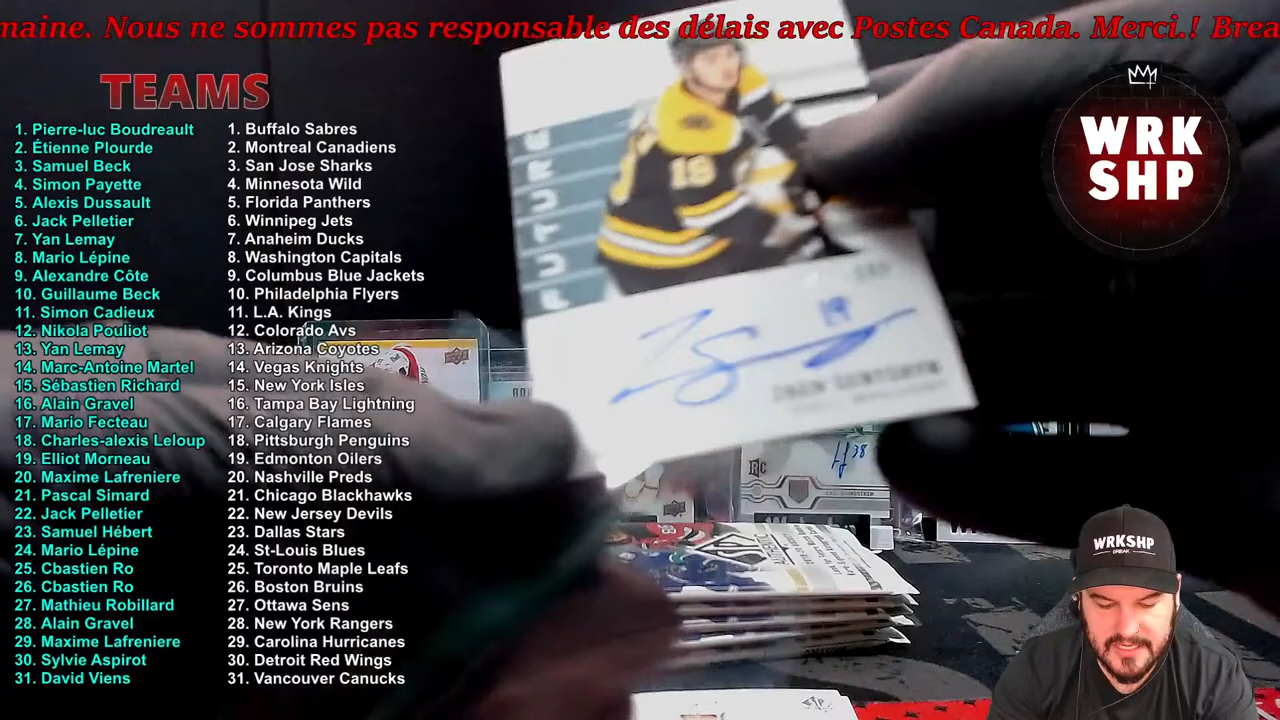 maine. Nous ne sommes pas responsable des délais avec Postes Canada. Merci.! Brea
TEAMS
1. Pierre-luc Boudreault
2. Étienne Plourde
3. Samuel Beck
4. Simon Payette
5. Alexis Dussault
6. Jack Pelletier
7. Yan Lemay
8. Mario Lépine
9. Alexandre Côte
10. Guillaume Beck
11. Simon Cadieux
12. Nikola Pouliot
13. Yan Lemay
14. Marc-Antoine Martel
15. Sébastien Richard
16. Alain Gravel
17. Mario Fecteau
18. Charles-alexis Leloup
19. Elliot Morneau
20. Maxime Lafreniere
21. Pascal Simard
22. Jack Pelletier
23. Samuel Hébert
24. Mario Lépine
25. Cbastien Ro
26. Cbastien Ro
27. Mathieu Robillard
28. Alain Gravel
29. Maxime Lafreniere
30. Sylvie Aspirot
31. David Viens
1. Buffalo Sabres
2. Montreal Canadiens
3. San Jose Sharks
4. Minnesota Wild
5. Florida Panthers
6. Winnipeg Jets
7. Anaheim Ducks
8. Washington Capitals
9. Columbus Blue Jackets
10. Philadelphia Flyers
11. L.A. Kings
12. Colorado Avs
13. Arizona Coyotes
14. Vegas Knights
15. New York Isles
16. Tampa Bay Lightning
17. Calgary Flames
18. Pittsburgh Penguins
19. Edmonton Oilers
20. Nashville Preds
21. Chicago Blackhawks
22. New Jersey Devils
23. Dallas Stars
24. St-Louis Blues
25. Toronto Maple Leafs
26. Boston Bruins
27. Ottawa Sens
28. New York Rangers
29. Carolina Hurricanes
30. Detroit Red Wings
31. Vancouver Canucks
FUTURE
19
19
RC
38
AUTHENTIC
WRK
SHP
WRKSHP
BREAK